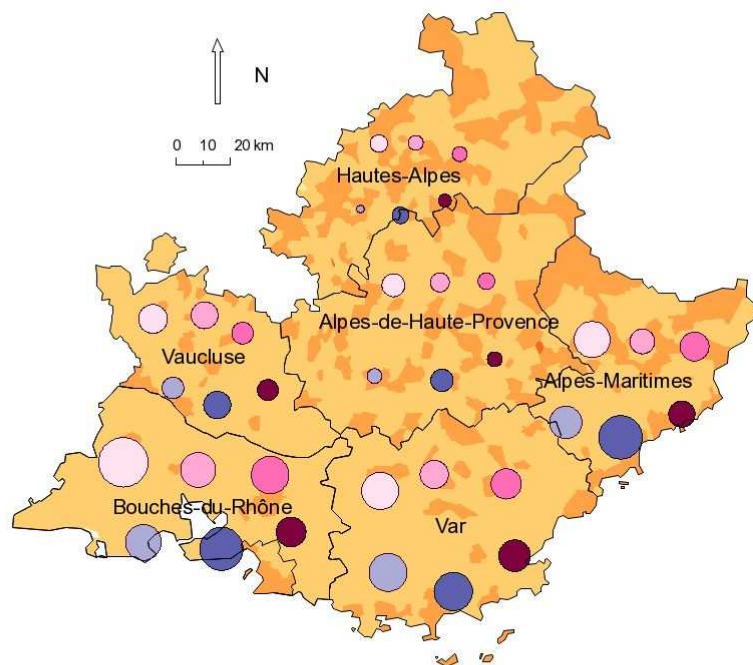 N
0 10 20 km
Hautes-Alpes
Alpes-de-Haute-Provence
Vaucluse
Alpes-Maritimes
Bouches-du-Rhône
Var